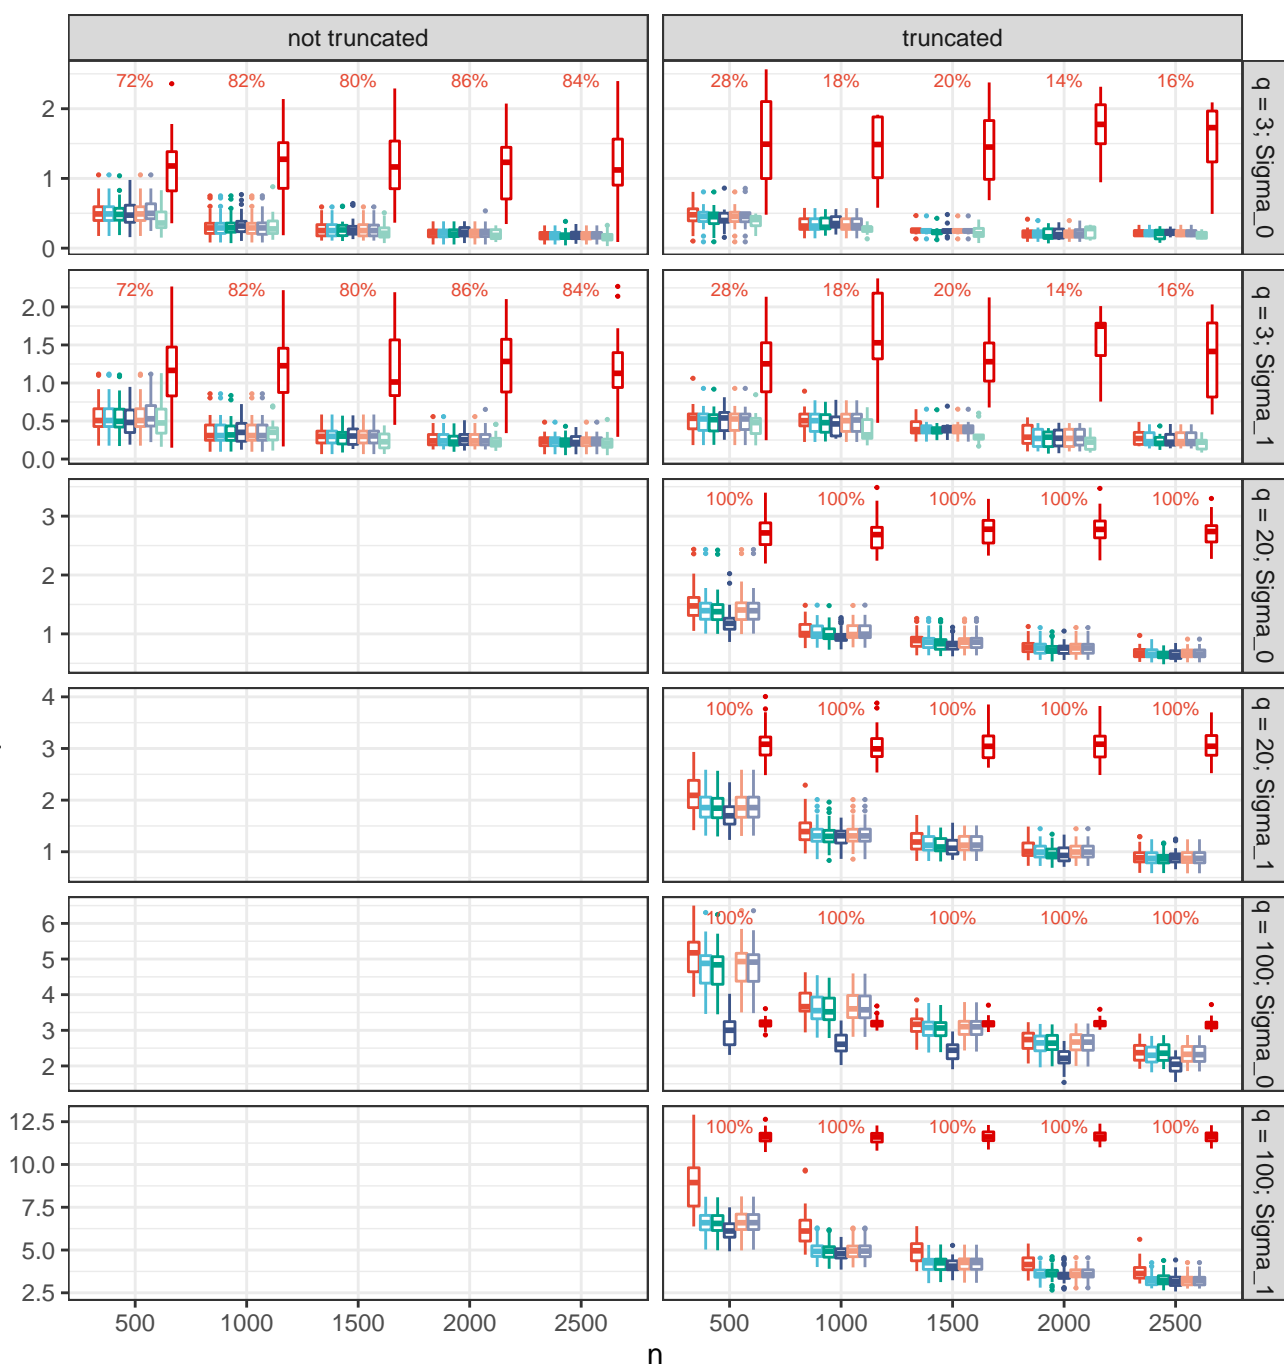 not truncated
truncated
72% 82% 80% 86% 84%
28% 18% 20% 14% 16%
2
1
0
q = 3; Sigma_0
72% 82% 80% 86% 84%
28% 18% 20% 14% 16%
2.0
1.5
1.0
0.5
0.0
q = 3; Sigma_1
100% 100% 100% 100% 100%
3
2
1
q = 20; Sigma_0
100% 100% 100% 100% 100%
4
3
2
1
q = 20; Sigma_1
100% 100% 100% 100% 100%
6
5
4
3
2
q = 100; Sigma_0
100% 100% 100% 100% 100%
12.5
10.0
7.5
5.0
2.5
q = 100; Sigma_1
500 1000 1500 2000 2500
500 1000 1500 2000 2500
n